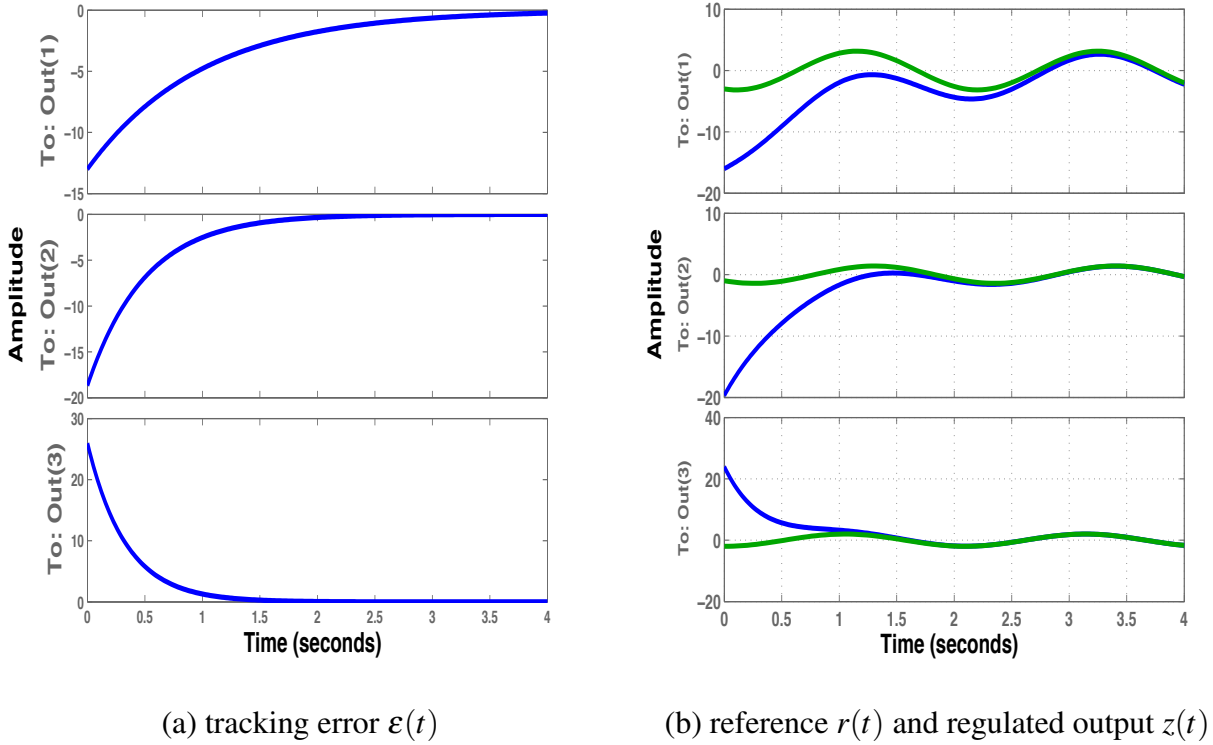 0
−5
−10
−15
To: Out(1)
0
−5
−10
−15
−20
To: Out(2)
Amplitude
30
20
10
0
To: Out(3)
0 0.5 1 1.5 2 2.5 3 3.5 4
Time (seconds)
(a) tracking error ε(t)
10
0
−10
−20
To: Out(1)
10
0
−10
−20
To: Out(2)
Amplitude
40
20
0
−20
To: Out(3)
0 0.5 1 1.5 2 2.5 3 3.5 4
Time (seconds)
(b) reference r(t) and regulated output z(t)